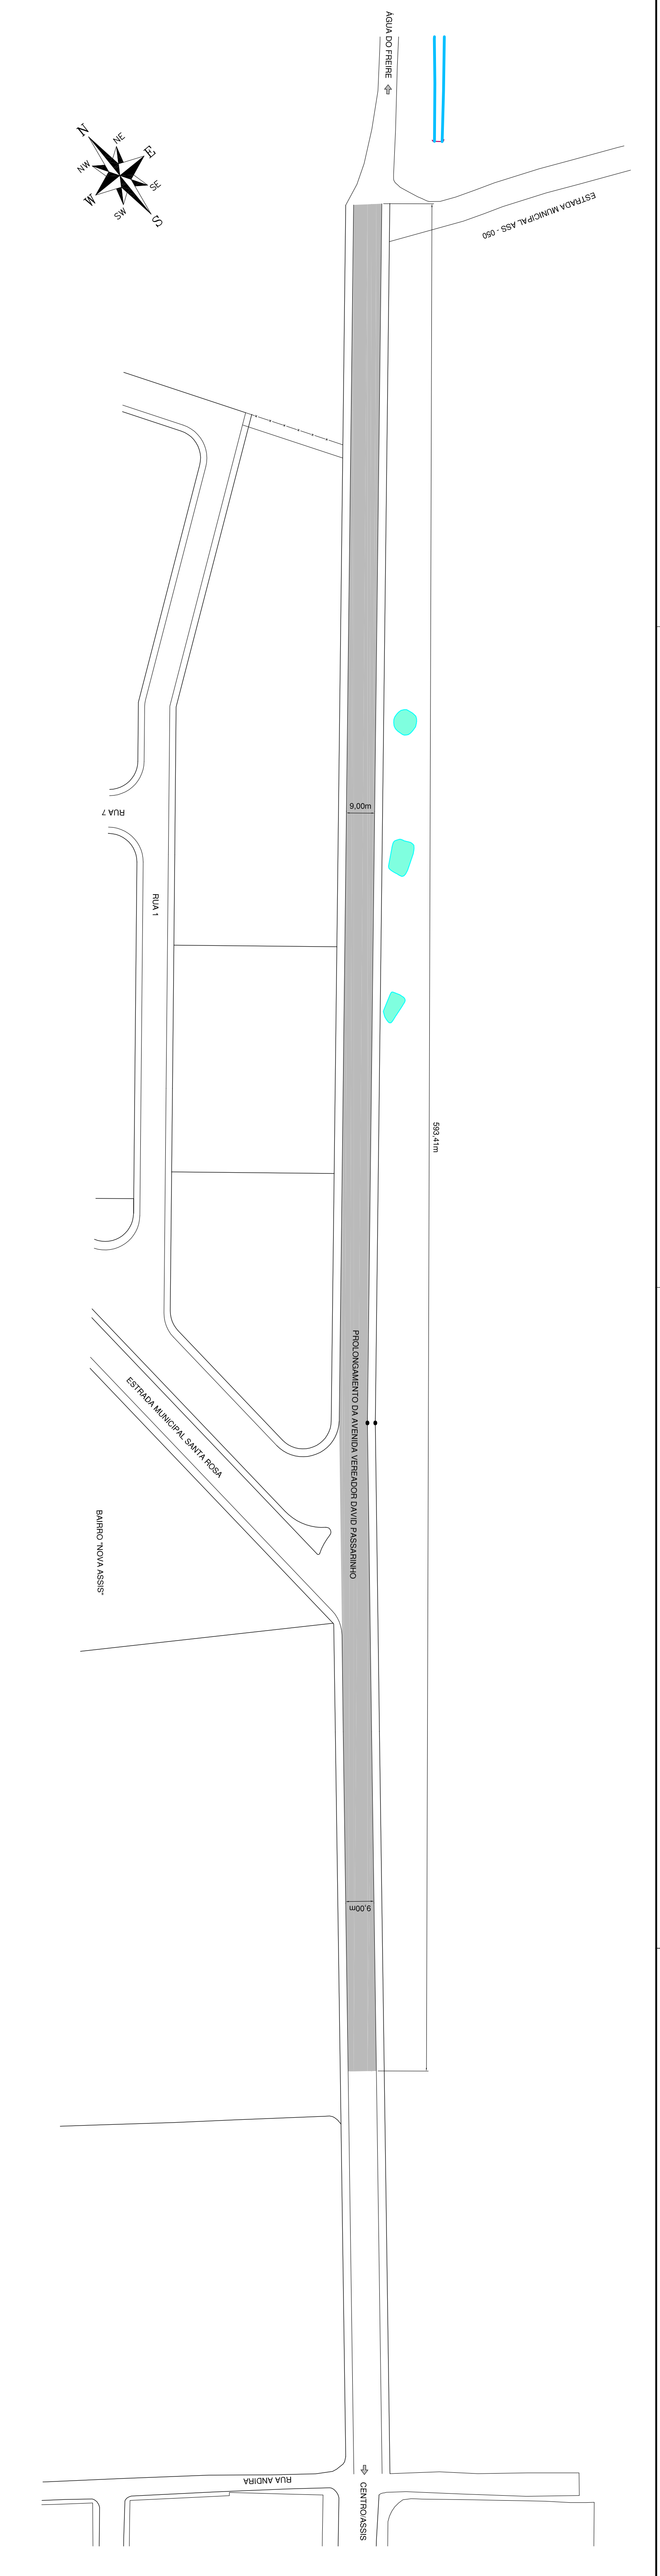 ÁGUA DO FREIRE
N
NE
E
SE
S
SW
W
NW
ESTRADA MUNICIPAL ASS - 050
9,00m
RUA 7
RUA 1
593,41m
PROLONGAMENTO DA AVENIDA VEREADOR DAVID PASSARINHO
ESTRADA MUNICIPAL SANTA ROSA
BAIRRO "NOVA ASSIS"
9,00m
RUA ANDIRA
CENTRO/ASSIS